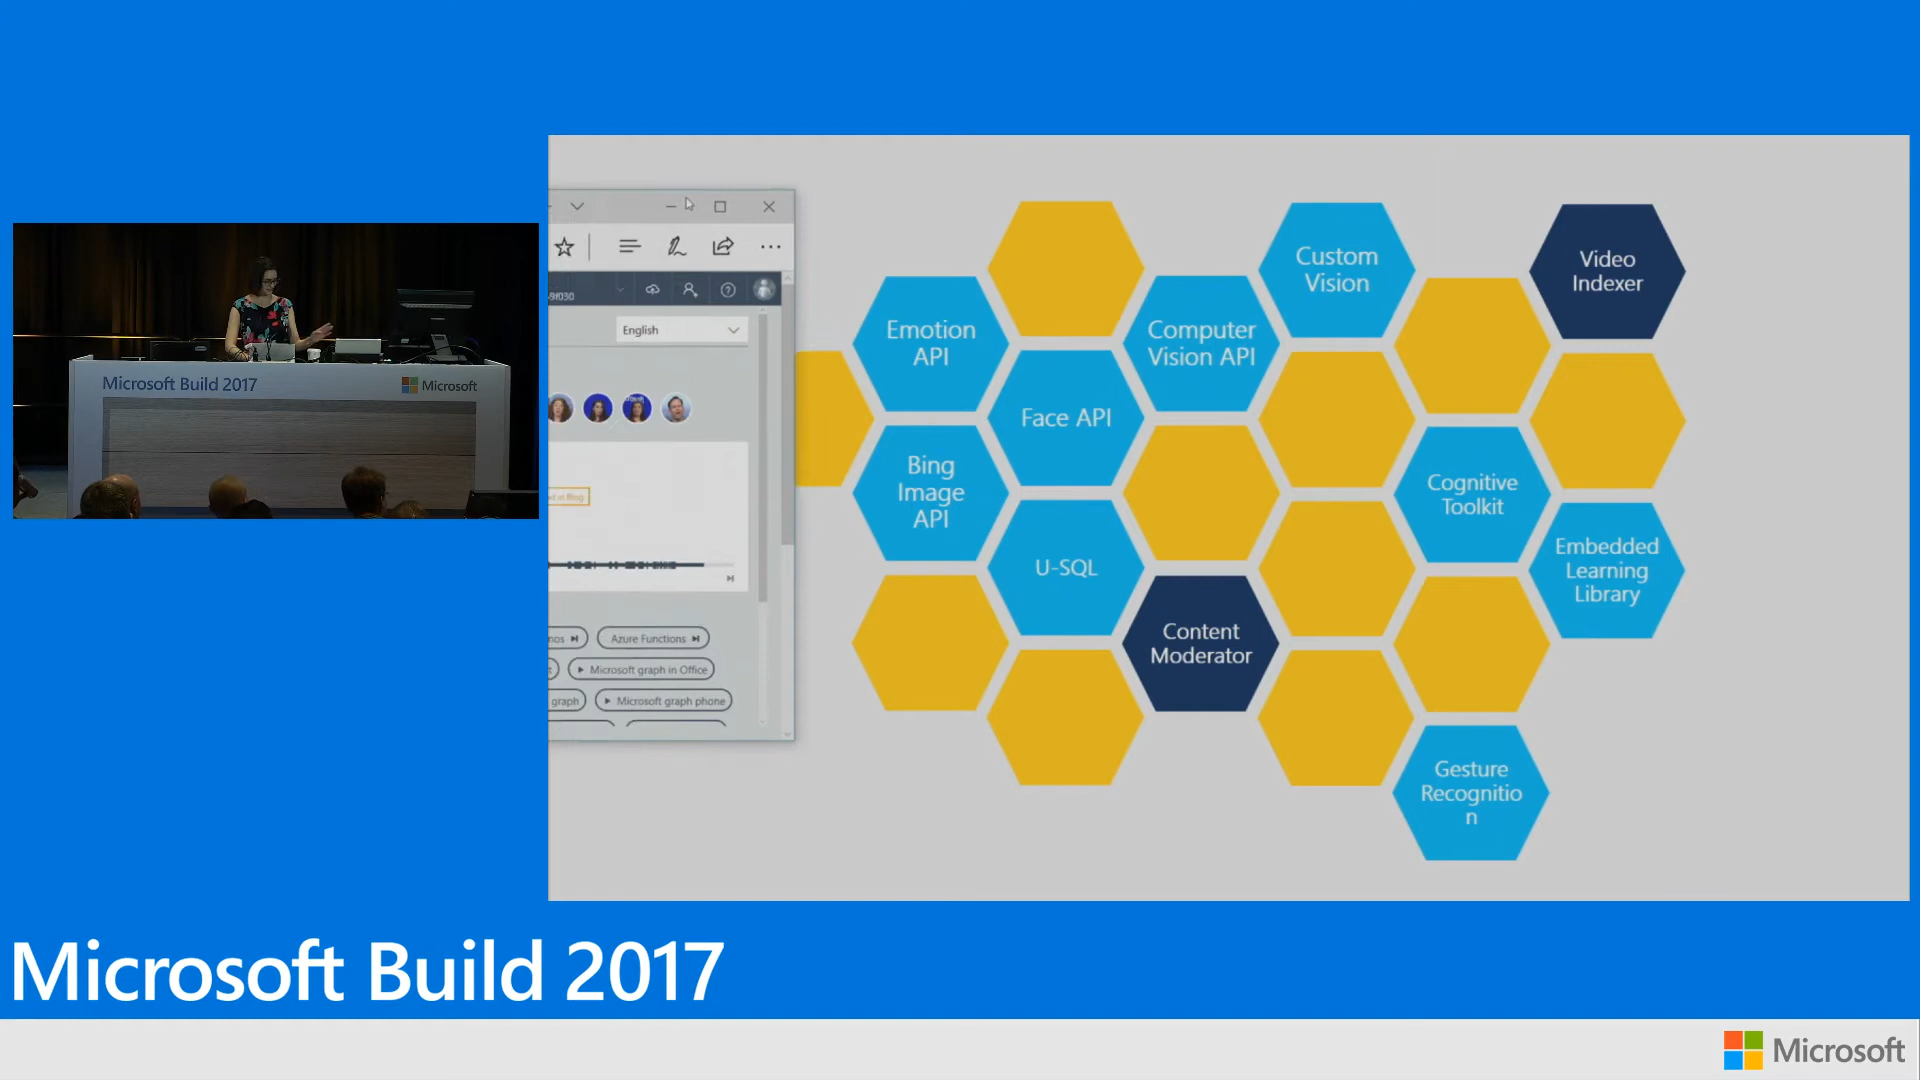 Microsoft Build 2017
Microsoft
English
Azure Functions
Microsoft graph in Office
graph
Microsoft graph phone
Emotion
API
Bing
Image
API
Face API
U-SQL
Computer
Vision API
Content
Moderator
Custom
Vision
Cognitive
Toolkit
Gesture
Recognitio
n
Video
Indexer
Embedded
Learning
Library
Microsoft Build 2017
Microsoft